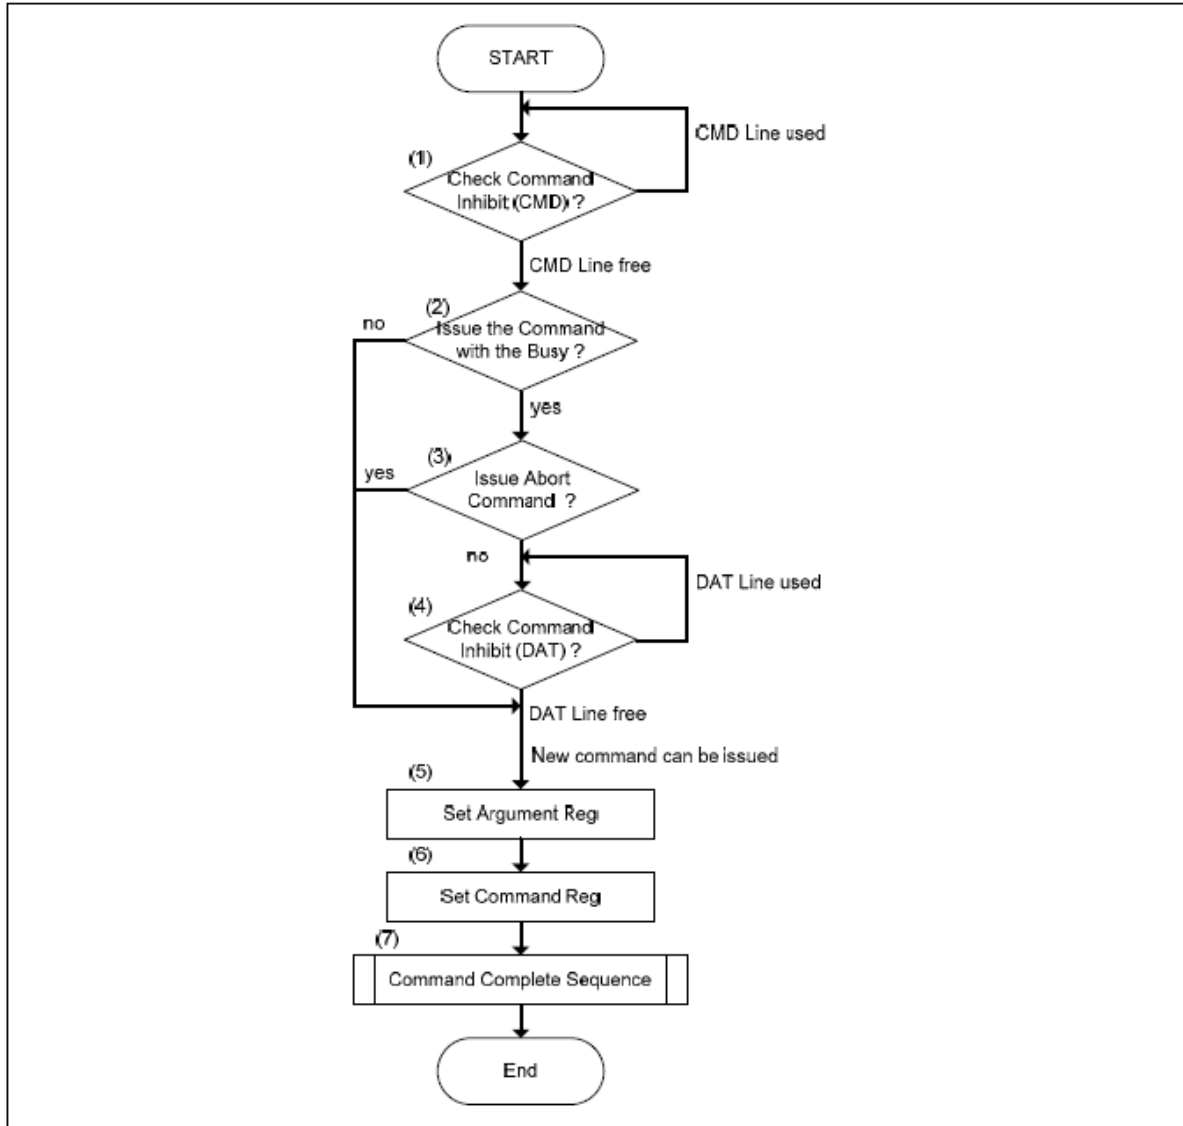 START
CMD Line used
(1)
Check Command
Inhibit (CMD) ?
CMD Line free
(2)
no
Issue the Command
with the Busy ?
yes
(3)
yes
Issue Abort
Command ?
no
DAT Line used
(4)
Check Command
Inhibit (DAT) ?
DAT Line free
New command can be issued
(5)
Set Argument Reg
(6)
Set Command Reg
(7)
Command Complete Sequence
End